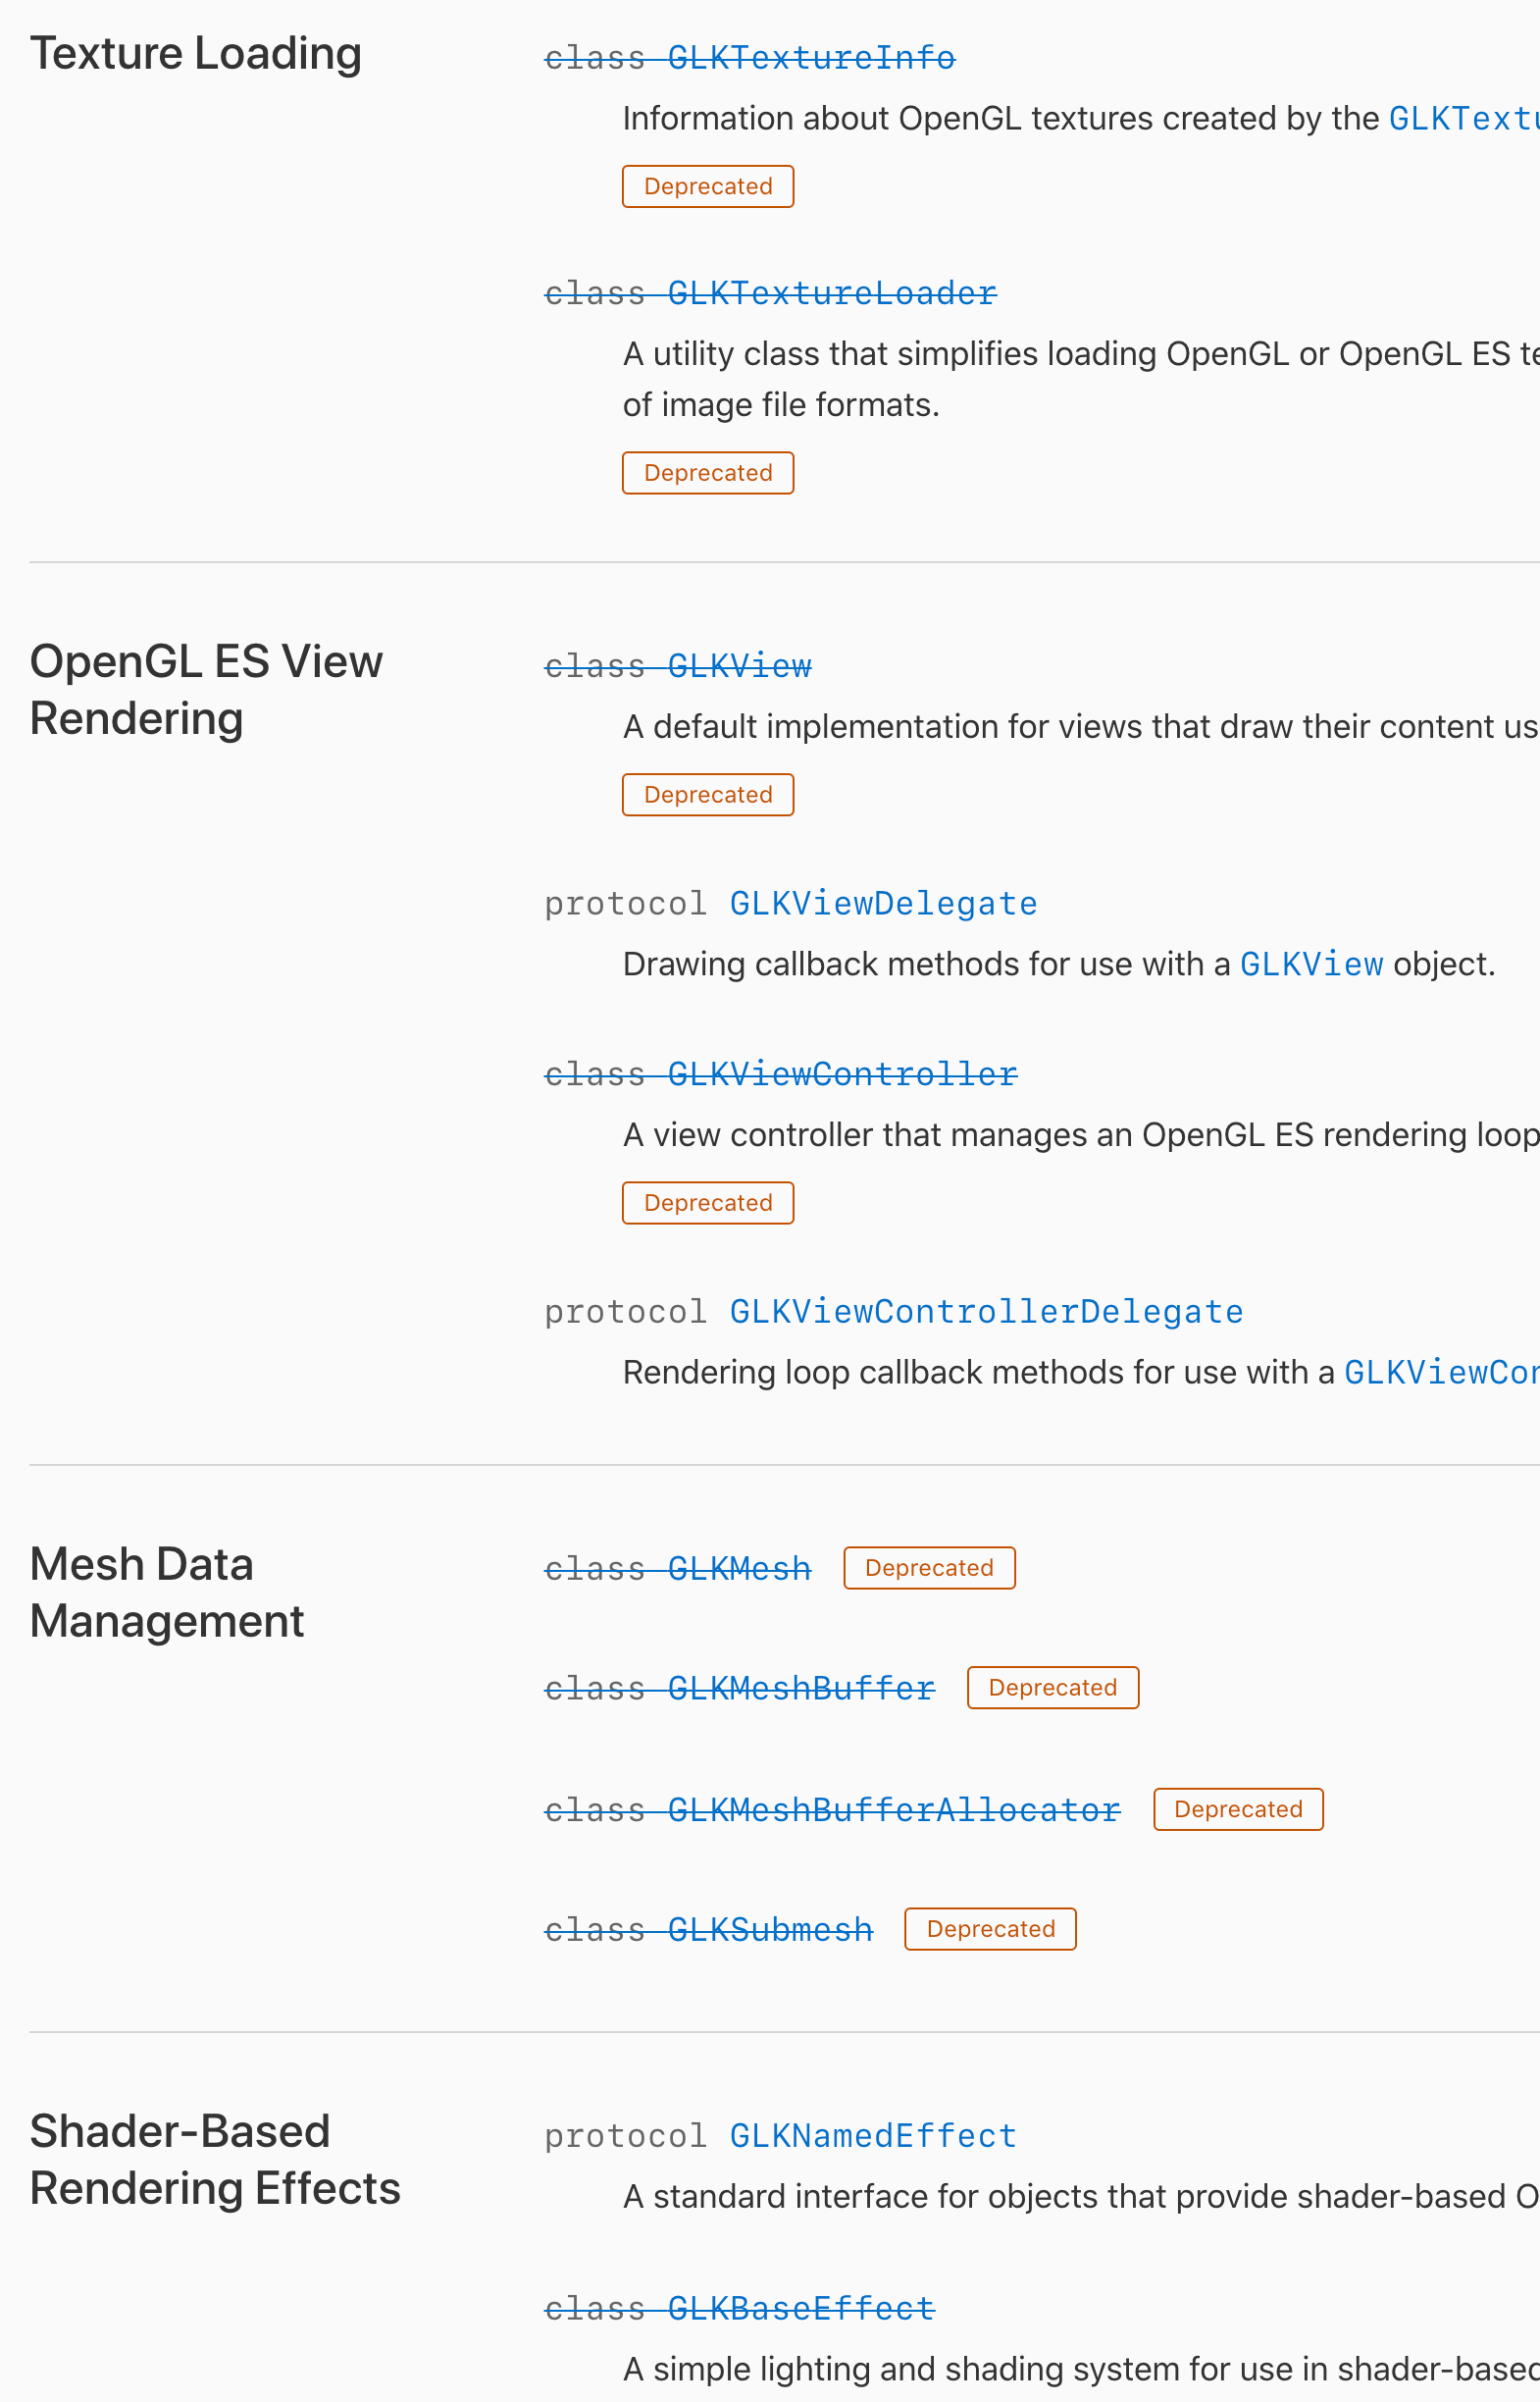 Texture Loading
class GLKTextureInfo
Information about OpenGL textures created by the GLKTextu
Deprecated
class GLKTextureLoader
A utility class that simplifies loading OpenGL or OpenGL ES te
of image file formats.
Deprecated
OpenGL ES View
Rendering
class GLKView
A default implementation for views that draw their content us
Deprecated
protocol GLKViewDelegate
Drawing callback methods for use with a GLKView object.
class GLKViewController
A view controller that manages an OpenGL ES rendering loop
Deprecated
protocol GLKViewControllerDelegate
Rendering loop callback methods for use with a GLKViewCon
Mesh Data
Management
class GLKMesh Deprecated
class GLKMeshBuffer Deprecated
class GLKMeshBufferAllocator Deprecated
class GLKSubmesh Deprecated
Shader-Based
Rendering Effects
protocol GLKNamedEffect
A standard interface for objects that provide shader-based O
class GLKBaseEffect
A simple lighting and shading system for use in shader-based